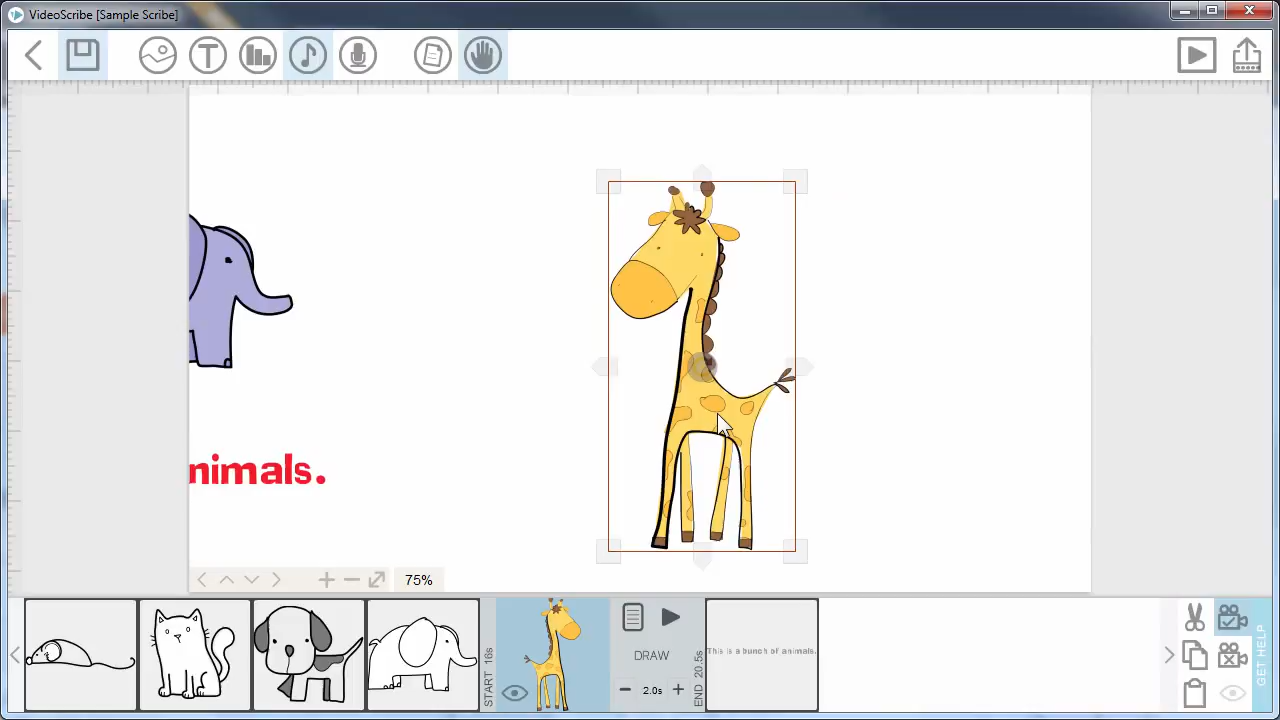 VideoScribe [Sample Scribe]
T
nimals.
75%
START 16s
DRAW
2.0s
END 20.5s
This is a bunch of animals.
GET HELP